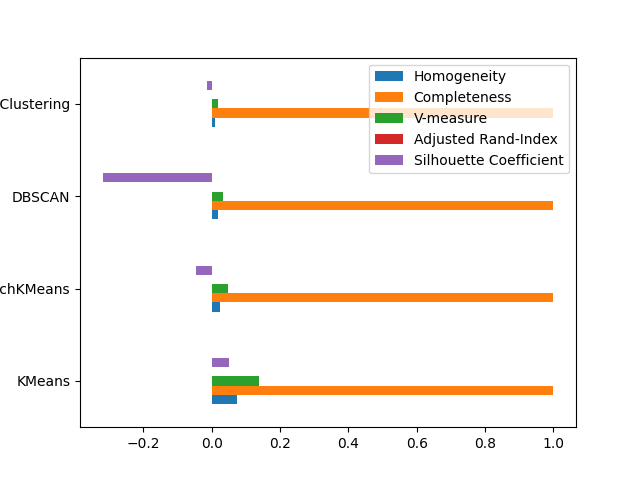 Homogeneity
Completeness
V-measure
Adjusted Rand-Index
Silhouette Coefficient
Clustering
DBSCAN
chKMeans
KMeans
−0.2 0.0 0.2 0.4 0.6 0.8 1.0